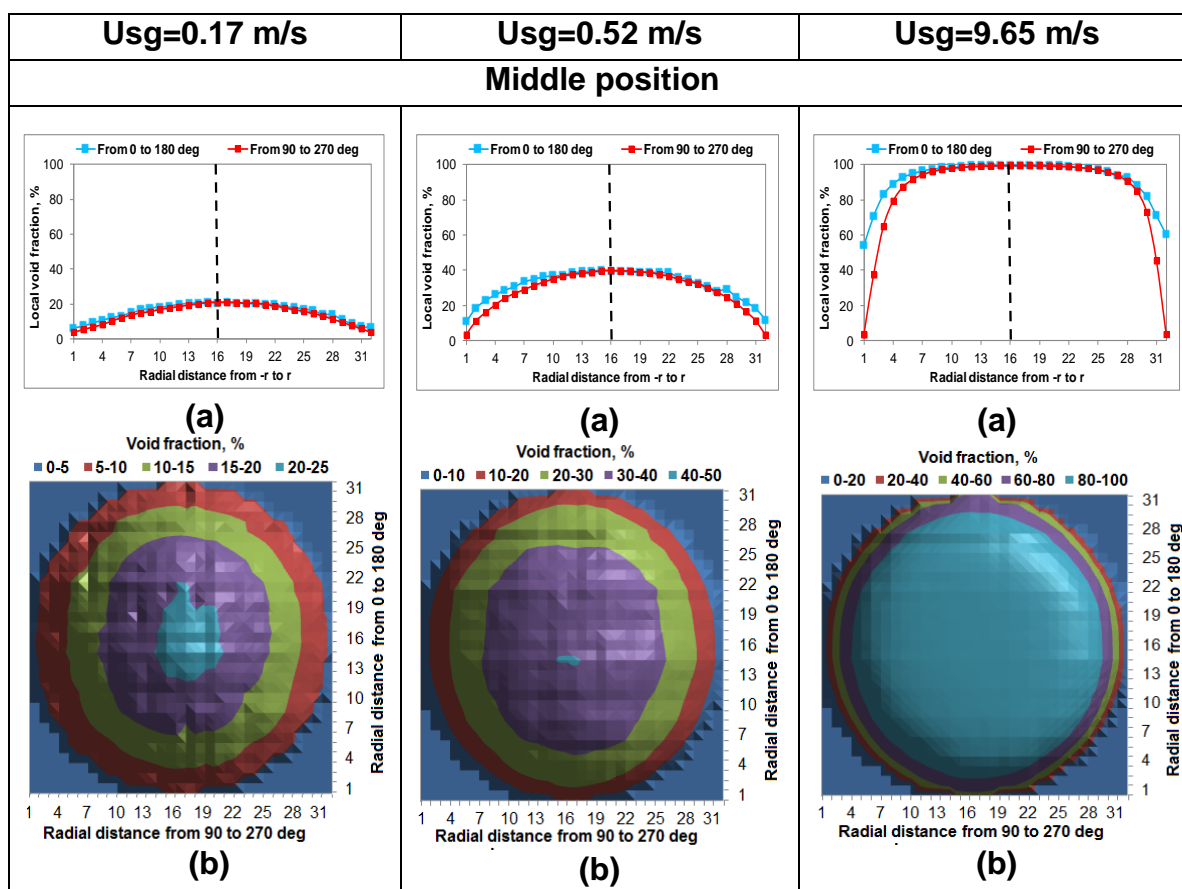 Usg=0.17 m/s
Usg=0.52 m/s
Usg=9.65 m/s
Middle position
From 0 to 180 deg From 90 to 270 deg
Local void fraction, %
100
80
60
40
20
0
1 4 7 10 13 16 19 22 25 28 31
Radial distance from -r to r
(a)
From 0 to 180 deg From 90 to 270 deg
Local void fraction, %
100
80
60
40
20
0
1 4 7 10 13 16 19 22 25 28 31
Radial distance from -r to r
(a)
From 0 to 180 deg From 90 to 270 deg
Local void fraction, %
100
80
60
40
20
0
1 4 7 10 13 16 19 22 25 28 31
Radial distance from -r to r
(a)
Void fraction, %
0-5 5-10 10-15 15-20 20-25
31
28
25
22
19
16
13
10
7
4
1
Radial distance from 0 to 180 deg
1 4 7 10 13 16 19 22 25 28 31
Radial distance from 90 to 270 deg
(b)
Void fraction, %
0-10 10-20 20-30 30-40 40-50
31
28
25
22
19
16
13
10
7
4
1
Radial distance from 0 to 180 deg
1 4 7 10 13 16 19 22 25 28 31
Radial distance from 90 to 270 deg
(b)
Void fraction, %
0-20 20-40 40-60 60-80 80-100
31
28
25
22
19
16
13
10
7
4
1
Radial distance from 0 to 180 deg
1 4 7 10 13 16 19 22 25 28 31
Radial distance from 90 to 270 deg
(b)